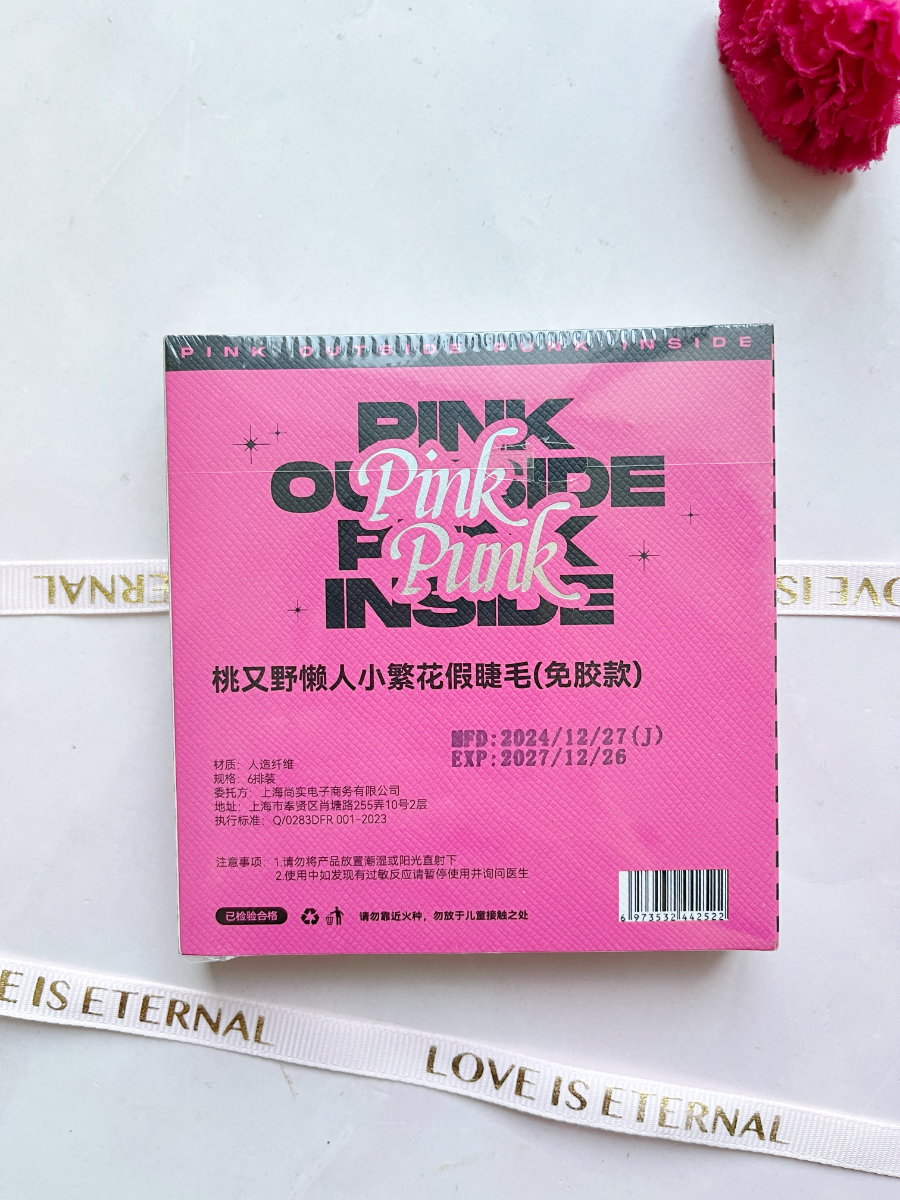 PINK OUTSIDE PUNK INSIDE
PINK
OUTSIDE
PUNK
INSIDE
Pink
Punk
ERNAL
LOVE IS
桃又野懒人小繁花假睫毛(免胶款)
MFD:2024/12/27(J)
EXP:2027/12/26
材质：人造纤维
规格：6排装
委托方：上海尚实电子商务有限公司
地址：上海市奉贤区肖塘路255弄10号2层
执行标准：Q/0283DFR 001-2023
注意事项：1.请勿将产品放置潮湿或阳光直射下
2.使用中如发现有过敏反应请暂停使用并询问医生
已检验合格
请勿靠近火种，勿放于儿童接触之处
6 973532 442522
E IS ETERNAL
LOVE IS ETERNAL